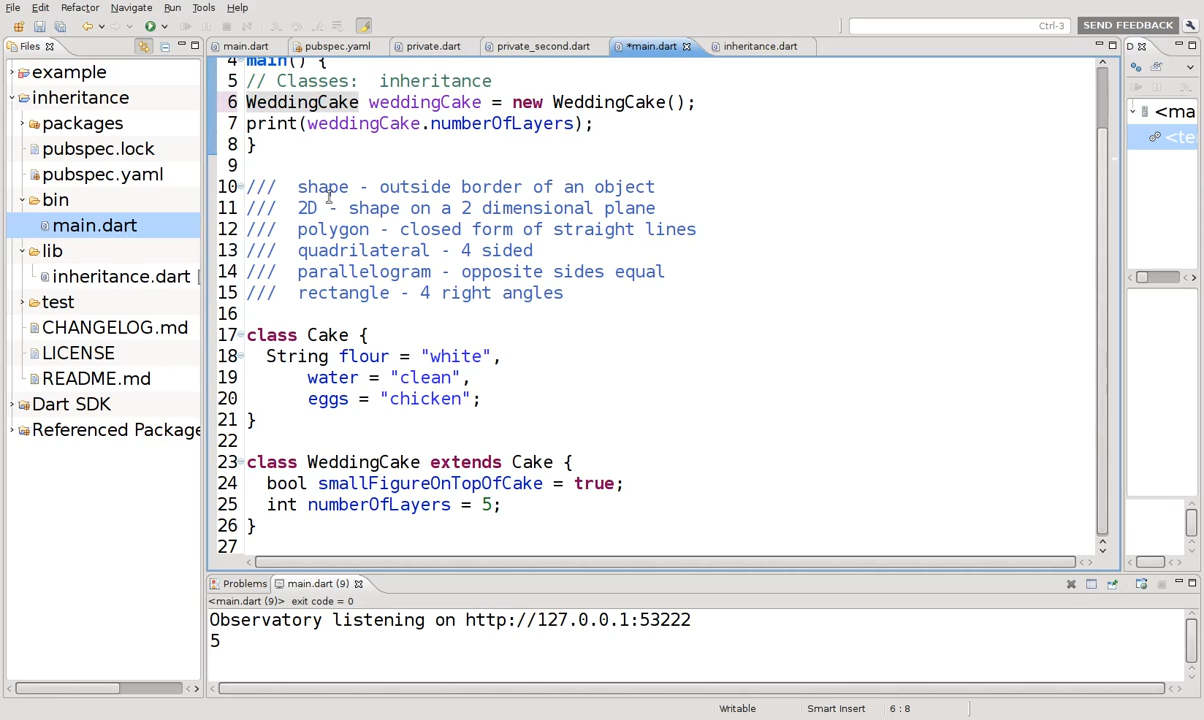 File Edit Refactor Navigate Run Tools Help
Ctrl-3
SEND FEEDBACK
Files
main.dart
pubspec.yaml
private.dart
private_second.dart
*main.dart
inheritance.dart
D
example
inheritance
packages
pubspec.lock
pubspec.yaml
bin
main.dart
lib
inheritance.dart [
test
CHANGELOG.md
LICENSE
README.md
Dart SDK
Referenced Package
4 main() {
5 // Classes:  inheritance
6 WeddingCake weddingCake = new WeddingCake();
7 print(weddingCake.numberOfLayers);
8 }
9
10 ///  shape - outside border of an object
11 ///  2D - shape on a 2 dimensional plane
12 ///  polygon - closed form of straight lines
13 ///  quadrilateral - 4 sided
14 ///  parallelogram - opposite sides equal
15 ///  rectangle - 4 right angles
16
17 class Cake {
18   String flour = "white",
19       water = "clean",
20       eggs = "chicken";
21 }
22
23 class WeddingCake extends Cake {
24   bool smallFigureOnTopOfCake = true;
25   int numberOfLayers = 5;
26 }
27
<ma
<te
Problems
main.dart (9)
<main.dart (9)> exit code = 0
Observatory listening on http://127.0.0.1:53222
5
Writable
Smart Insert
6 : 8